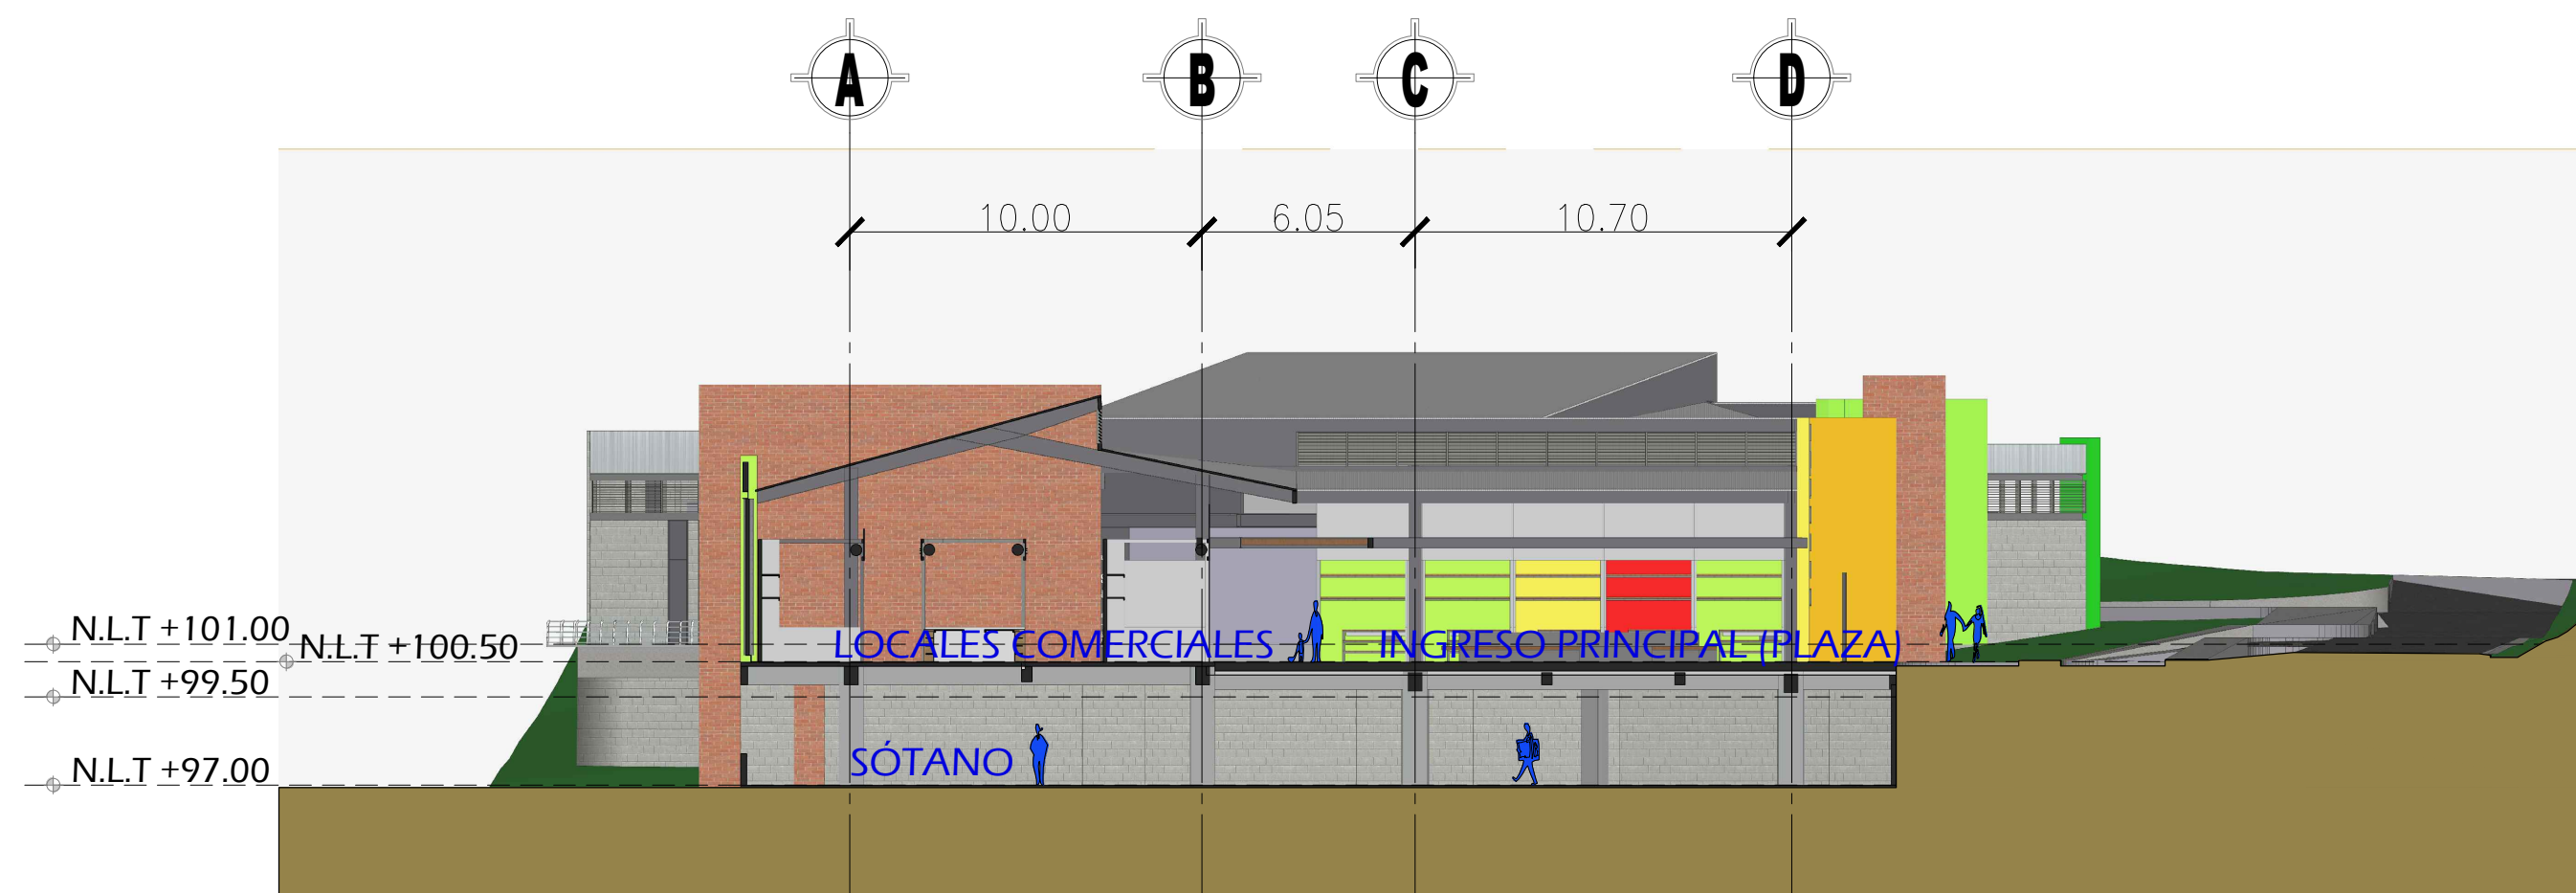 A B C D
10.00 6.05 10.70
N.L.T +101.00
N.L.T +100.50
LOCALES COMERCIALES INGRESO PRINCIPAL (PLAZA)
N.L.T +99.50
SÓTANO
N.L.T +97.00